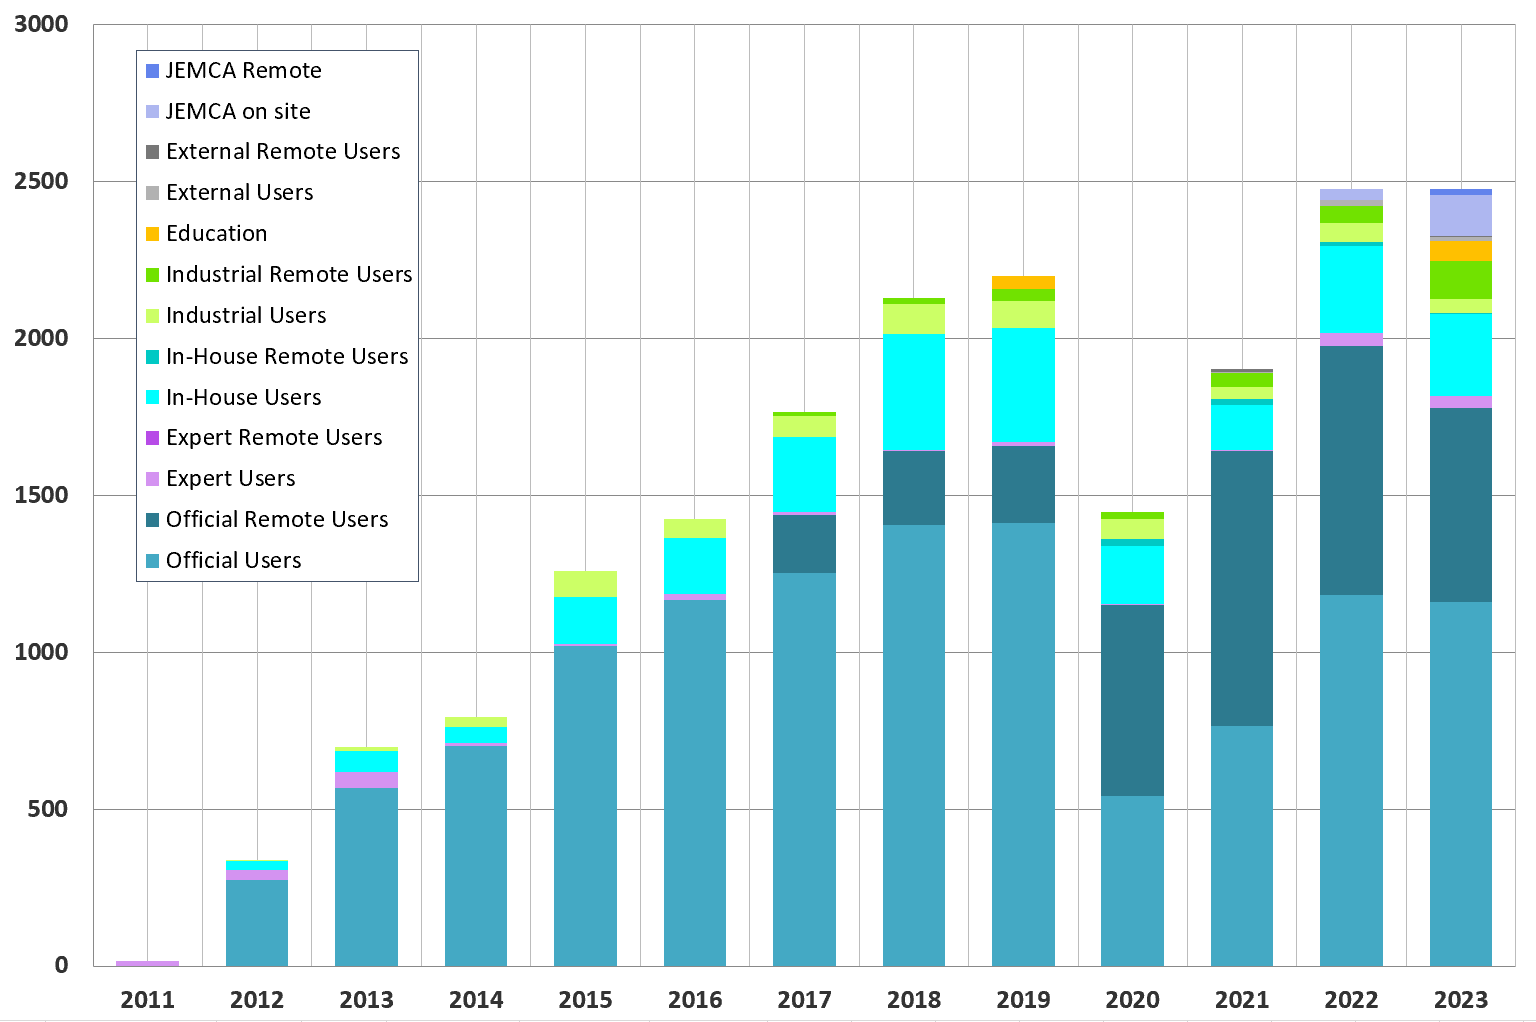 3000
2500
2000
1500
1000
500
0
JEMCA Remote
JEMCA on site
External Remote Users
External Users
Education
Industrial Remote Users
Industrial Users
In-House Remote Users
In-House Users
Expert Remote Users
Expert Users
Official Remote Users
Official Users
2011 2012 2013 2014 2015 2016 2017 2018 2019 2020 2021 2022 2023